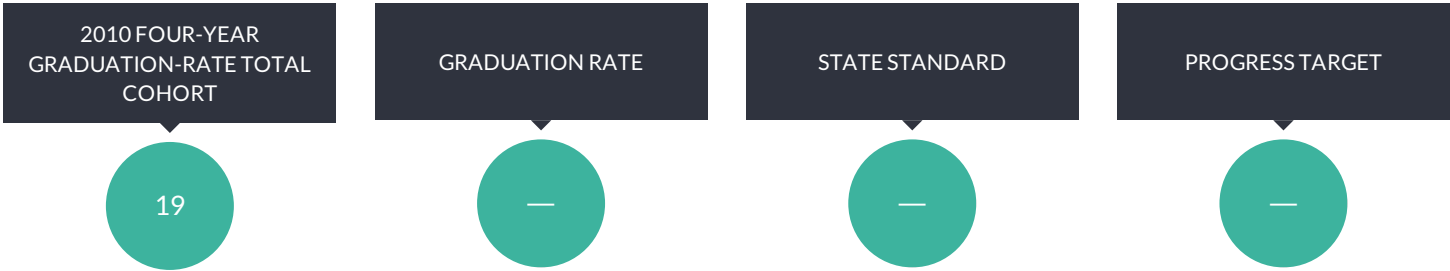 2010 FOUR-YEAR
GRADUATION-RATE TOTAL
COHORT
19
GRADUATION RATE
—
STATE STANDARD
—
PROGRESS TARGET
—